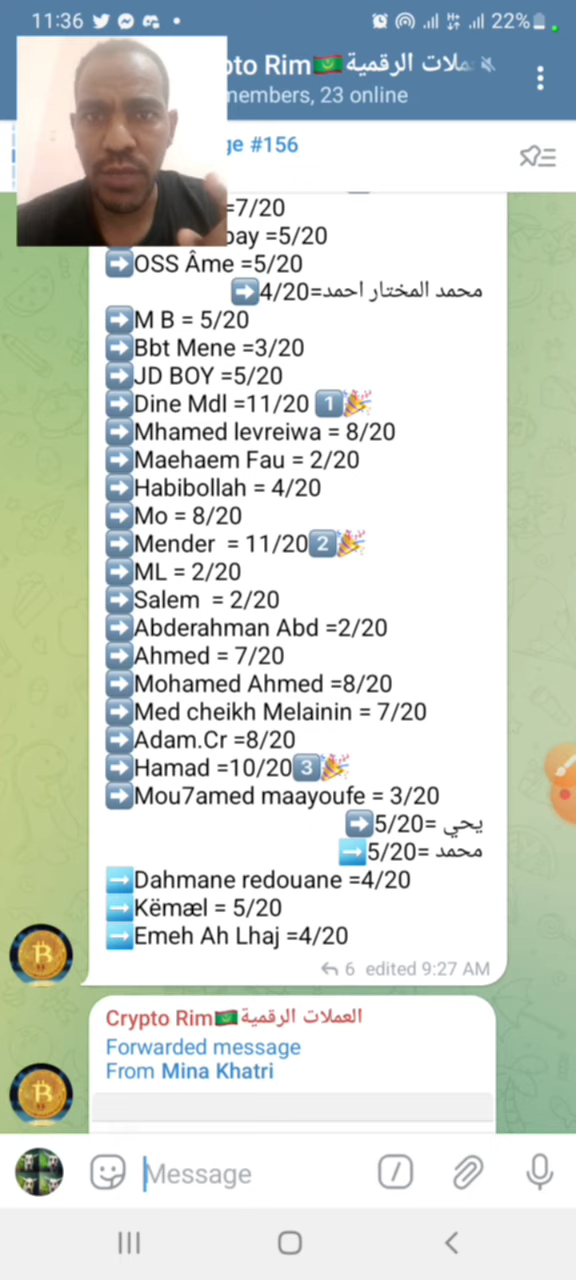 11:36 22%
pto Rim🇲🇷العملات الرقمية
members, 23 online
ge #156
=7/20
pay =5/20
➡️OSS Âme =5/20
➡️محمد المختار احمد=4/20
➡️M B = 5/20
➡️Bbt Mene =3/20
➡️JD BOY =5/20
➡️Dine Mdl =11/20 1️⃣🎉
➡️Mhamed levreiwa = 8/20
➡️Maehaem Fau = 2/20
➡️Habibollah = 4/20
➡️Mo = 8/20
➡️Mender = 11/202️⃣🎉
➡️ML = 2/20
➡️Salem = 2/20
➡️Abderahman Abd =2/20
➡️Ahmed = 7/20
➡️Mohamed Ahmed =8/20
➡️Med cheikh Melainin = 7/20
➡️Adam.Cr =8/20
➡️Hamad =10/203️⃣🎉
➡️Mou7amed maayoufe = 3/20
➡️يحي =5/20
➡️محمد =5/20
➡️Dahmane redouane =4/20
➡️Këmæl = 5/20
➡️Emeh Ah Lhaj =4/20
6 edited 9:27 AM
Crypto Rim🇲🇷العملات الرقمية
Forwarded message
From Mina Khatri
Message